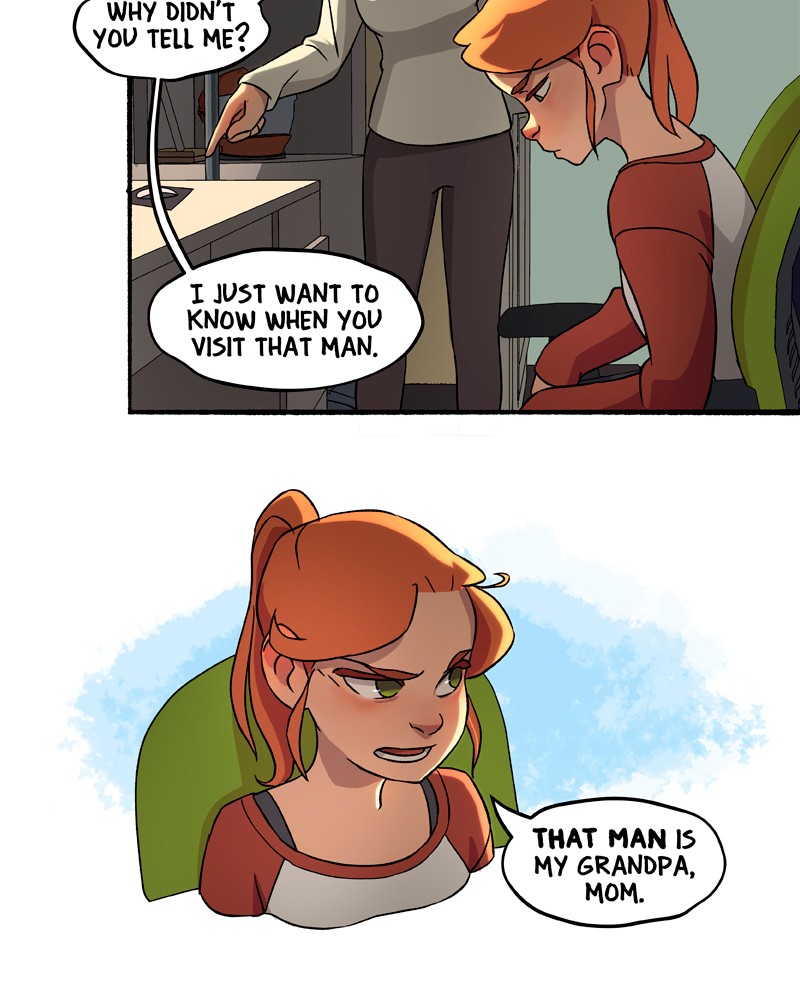 WHY DIDN'T
YOU TELL ME?
I JUST WANT TO
KNOW WHEN YOU
VISIT THAT MAN.
THAT MAN IS
MY GRANDPA,
MOM.